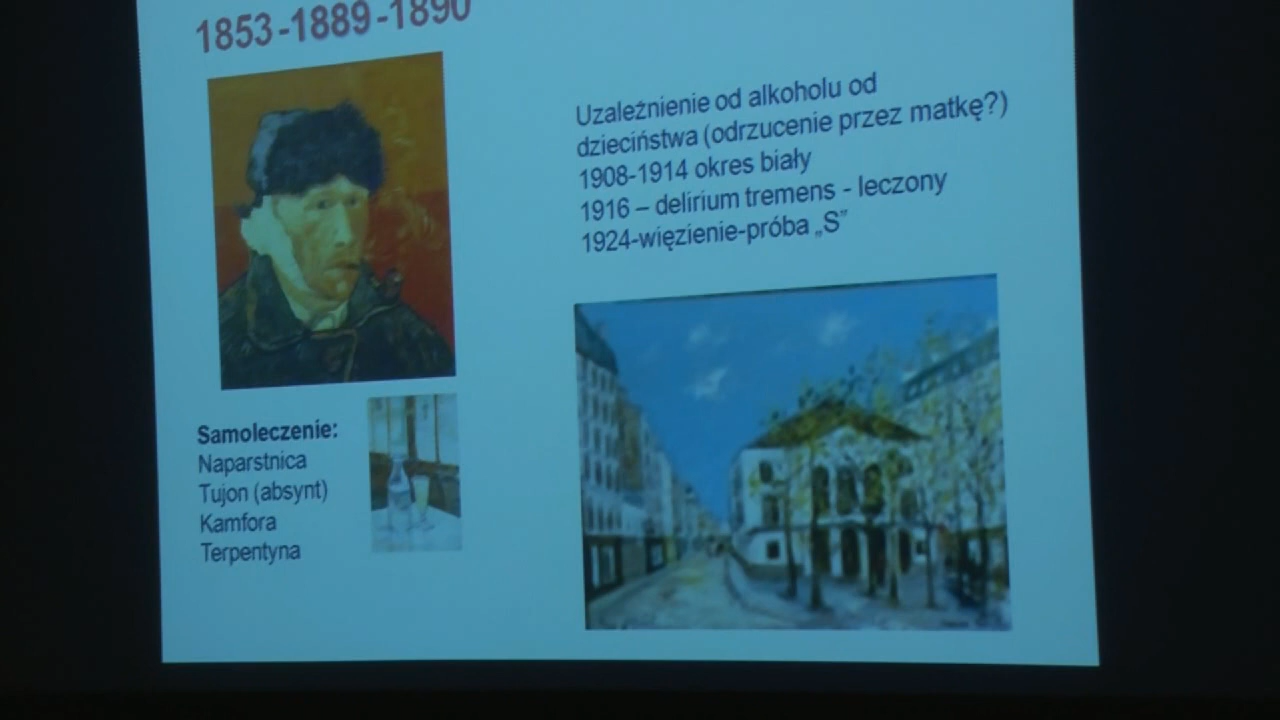 1853-1889-1890
Uzależnienie od alkoholu od
dzieciństwa (odrzucenie przez matkę?)
1908-1914 okres biały
1916 – delirium tremens - leczony
1924-więzienie-próba „S”
Samoleczenie:
Naparstnica
Tujon (absynt)
Kamfora
Terpentyna